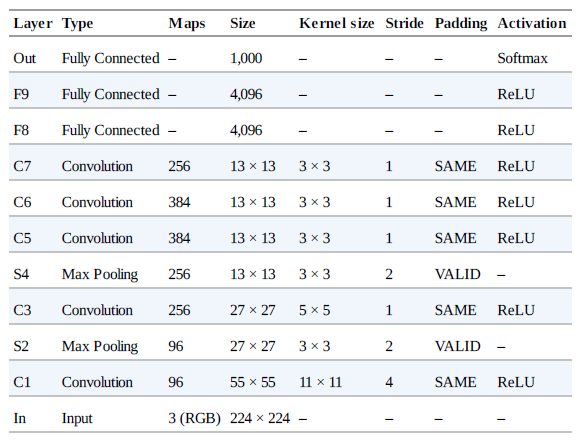 Layer Type Maps Size Kernel size Stride Padding Activation
Out Fully Connected – 1,000 – – – Softmax
F9 Fully Connected – 4,096 – – – ReLU
F8 Fully Connected – 4,096 – – – ReLU
C7 Convolution 256 13 × 13 3 × 3 1 SAME ReLU
C6 Convolution 384 13 × 13 3 × 3 1 SAME ReLU
C5 Convolution 384 13 × 13 3 × 3 1 SAME ReLU
S4 Max Pooling 256 13 × 13 3 × 3 2 VALID –
C3 Convolution 256 27 × 27 5 × 5 1 SAME ReLU
S2 Max Pooling 96 27 × 27 3 × 3 2 VALID –
C1 Convolution 96 55 × 55 11 × 11 4 SAME ReLU
In Input 3 (RGB) 224 × 224 – – – –